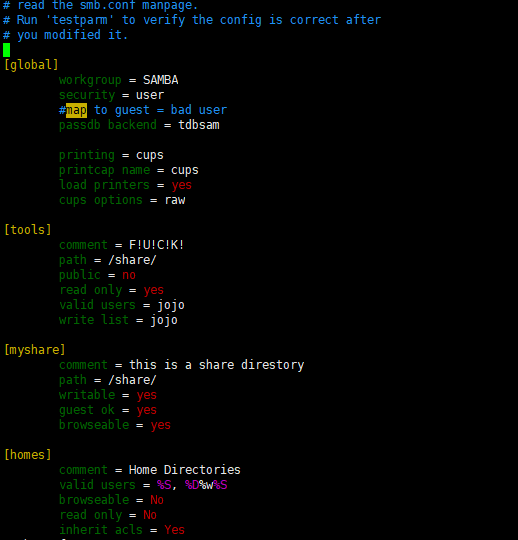 # read the smb.conf manpage.
# Run 'testparm' to verify the config is correct after
# you modified it.
[global]
workgroup = SAMBA
security = user
#map to guest = bad user
passdb backend = tdbsam
printing = cups
printcap name = cups
load printers = yes
cups options = raw
[tools]
comment = F!U!C!K!
path = /share/
public = no
read only = yes
valid users = jojo
write list = jojo
[myshare]
comment = this is a share diresotry
path = /share/
writable = yes
guest ok = yes
browseable = yes
[homes]
comment = Home Directories
valid users = %S, %D%w%S
browseable = No
read only = No
inherit acls = Yes